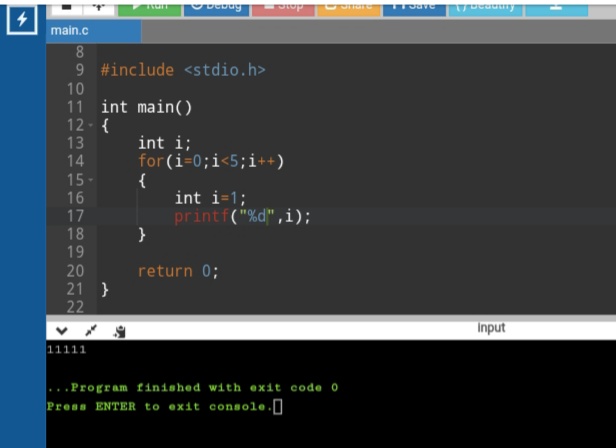 Run Debug Stop Share Save {} Beautify
main.c
8
9 #include <stdio.h>
10
11 int main()
12 {
13 int i;
14 for(i=0;i<5;i++)
15 {
16 int i=1;
17 printf("%d",i);
18 }
19
20 return 0;
21 }
22
input
11111
...Program finished with exit code 0
Press ENTER to exit console.